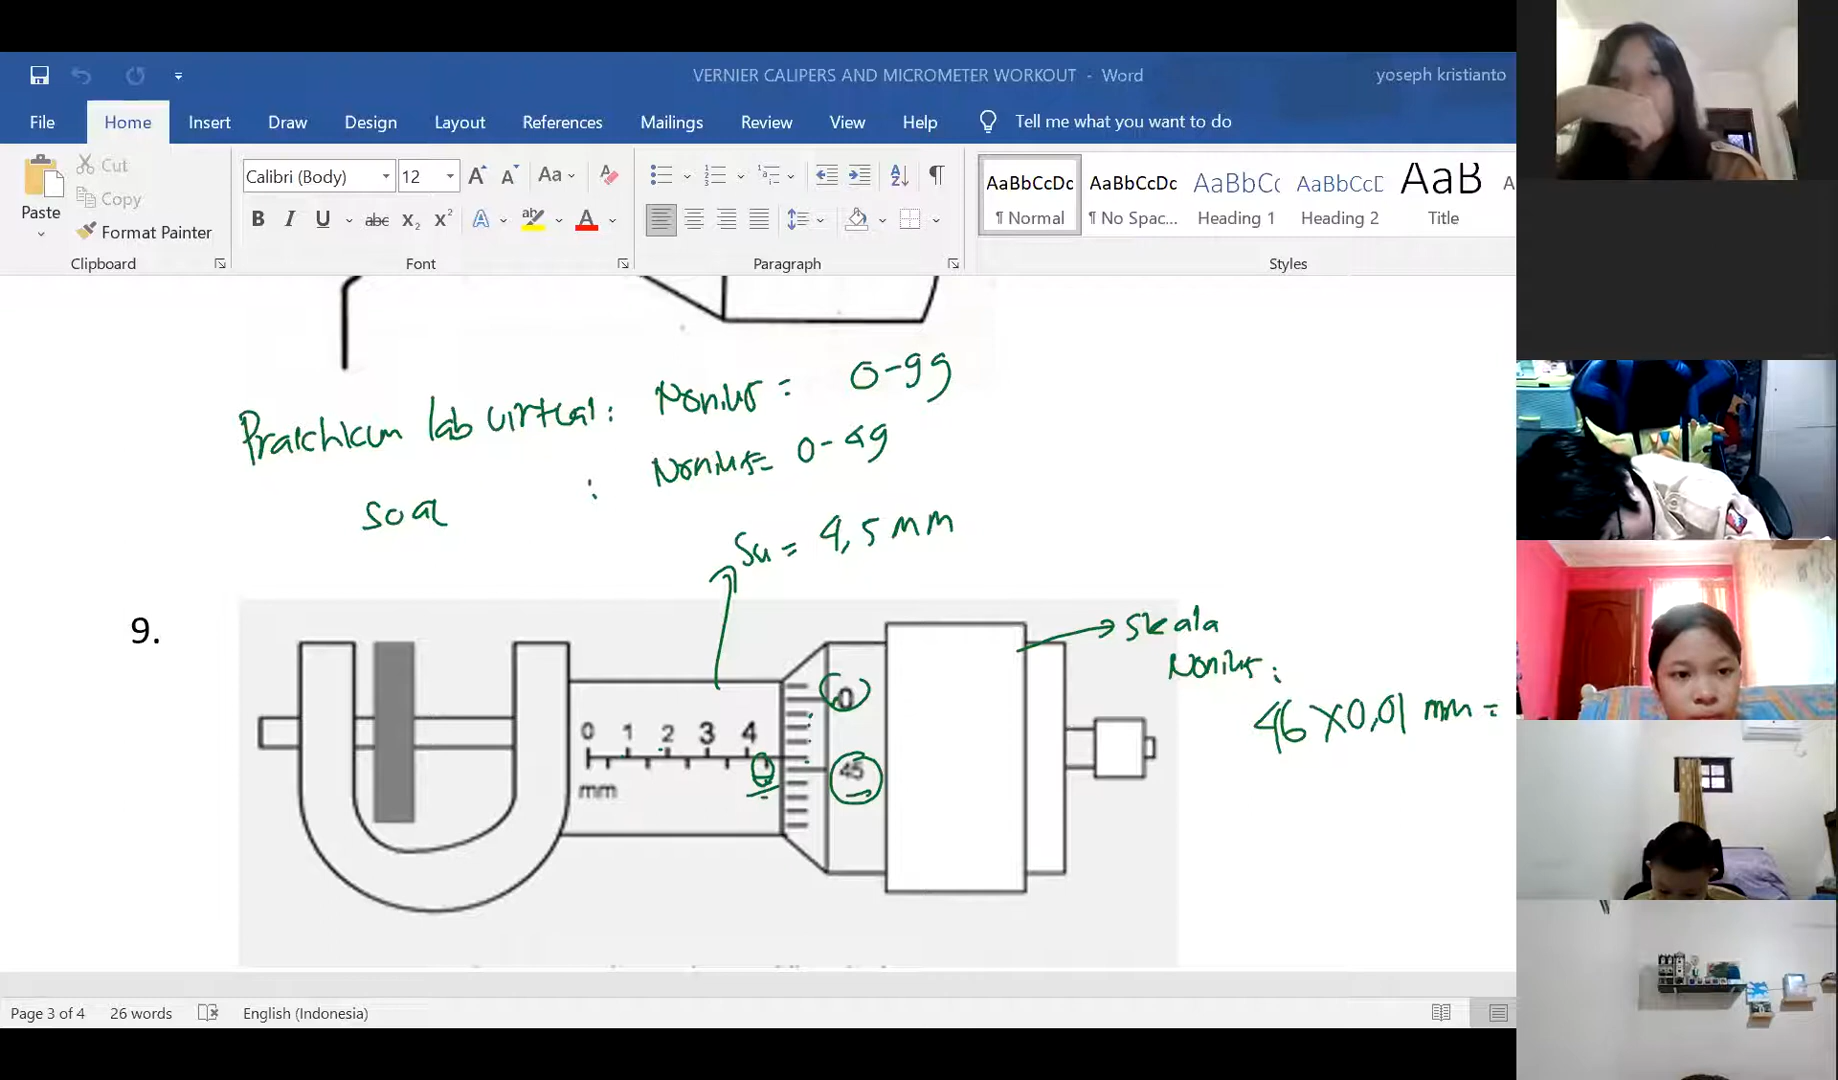 VERNIER CALIPERS AND MICROMETER WORKOUT - Word
yoseph kristianto
File Home Insert Draw Design Layout References Mailings Review View Help Tell me what you want to do
Paste
Cut
Copy
Format Painter
Clipboard
Calibri (Body) 12
Font
Paragraph
AaBbCcDc AaBbCcDc AaBbCc AaBbCcD AaB
¶ Normal ¶ No Spac... Heading 1 Heading 2 Title
Styles
lab virtual: Nonius = 0-99
soal : Nonius = 0-49
Su = 4,5 mm
9.
Skala
Nonius :
46 X 0,01 mm =
0
0 1 2 3 4
45
mm
Page 3 of 4 26 words English (Indonesia)